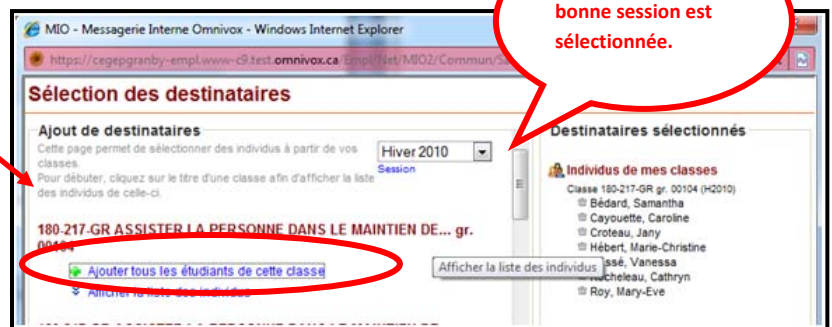 bonne session est
sélectionnée.
MIO - Messagerie Interne Omnivox - Windows Internet Explorer
https://cegepgranby-empl.www-c9.test.omnivox.ca/Empl/Net/MIO2/Commun/
Sélection des destinataires
Ajout de destinataires
Cette page permet de sélectionner des individus à partir de vos
classes.
Pour débuter, cliquez sur le titre d'une classe afin d'afficher la liste
des individus de celle-ci.
Hiver 2010
Session
180-217-GR ASSISTER LA PERSONNE DANS LE MAINTIEN DE... gr.
00104
Ajouter tous les étudiants de cette classe
Afficher la liste des individus
Afficher la liste des individus
Destinataires sélectionnés
Individus de mes classes
Classe 180-217-GR gr. 00104 (H2010)
Bédard, Samantha
Cayouette, Caroline
Croteau, Jany
Hébert, Marie-Christine
Vanessa
Cathryn
Roy, Mary-Eve